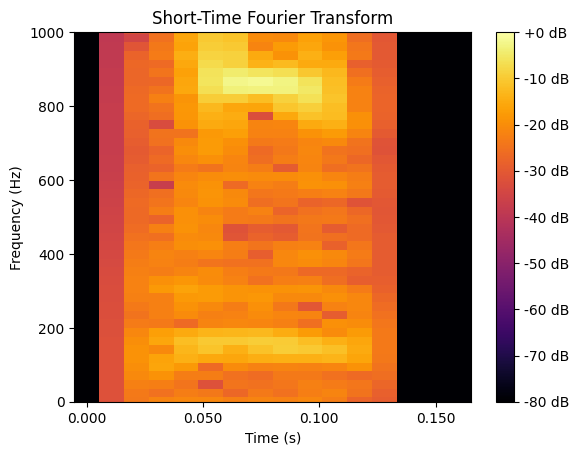 Short-Time Fourier Transform
1000
800
600
400
200
0
Frequency (Hz)
0.000
0.050
0.100
0.150
Time (s)
+0 dB
-10 dB
-20 dB
-30 dB
-40 dB
-50 dB
-60 dB
-70 dB
-80 dB